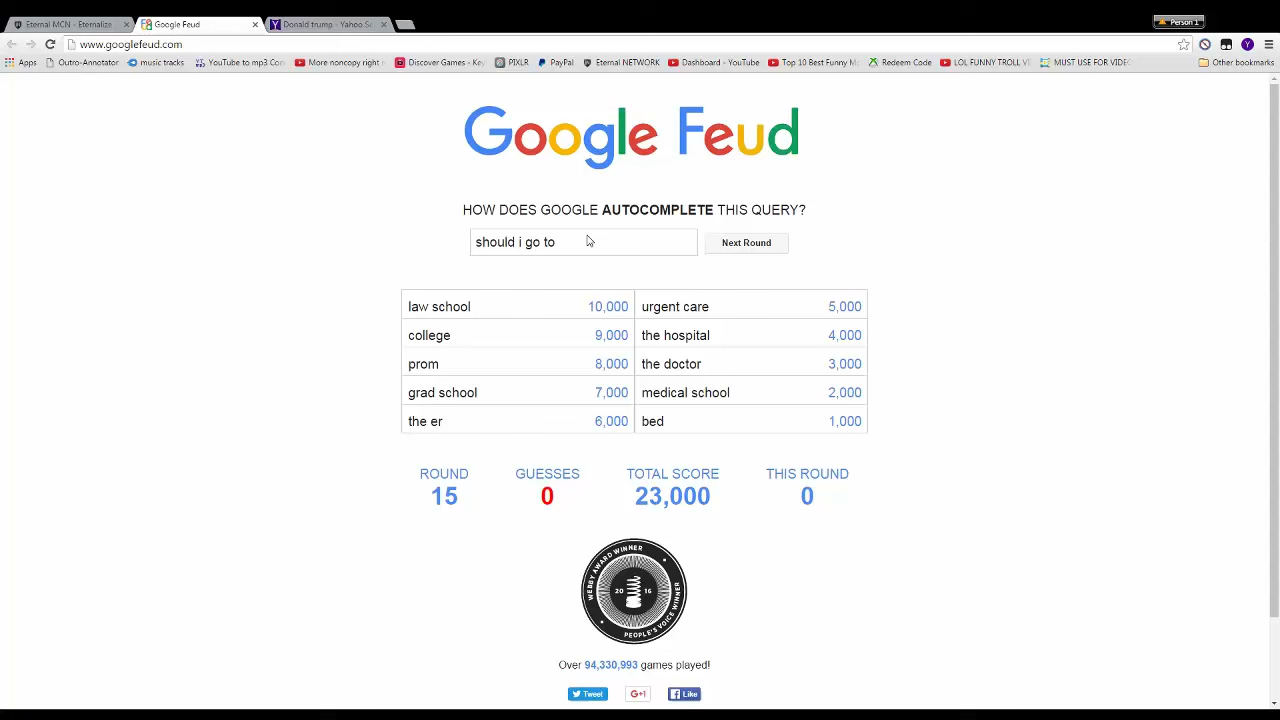 Eternal MCN - Eternalize
Google Feud
Donald trump - Yahoo Se
Person 1
www.googlefeud.com
Apps
Outro-Annotator
music tracks
YouTube to mp3 Con
More noncopy right
Discover Games - Ke
PIXLR
PayPal
Eternal NETWORK
Dashboard - YouTube
Top 10 Best Funny M
Redeem Code
LOL FUNNY TROLL VI
MUST USE FOR VIDEO
Other bookmarks
Google Feud
HOW DOES GOOGLE AUTOCOMPLETE THIS QUERY?
should i go to
Next Round
law school 10,000 urgent care 5,000
college 9,000 the hospital 4,000
prom 8,000 the doctor 3,000
grad school 7,000 medical school 2,000
the er 6,000 bed 1,000
ROUND GUESSES TOTAL SCORE THIS ROUND
15 0 23,000 0
WEBBY AWARD WINNER
20 16
PEOPLE'S VOICE WINNER
Over 94,330,993 games played!
Tweet
G+1
Like